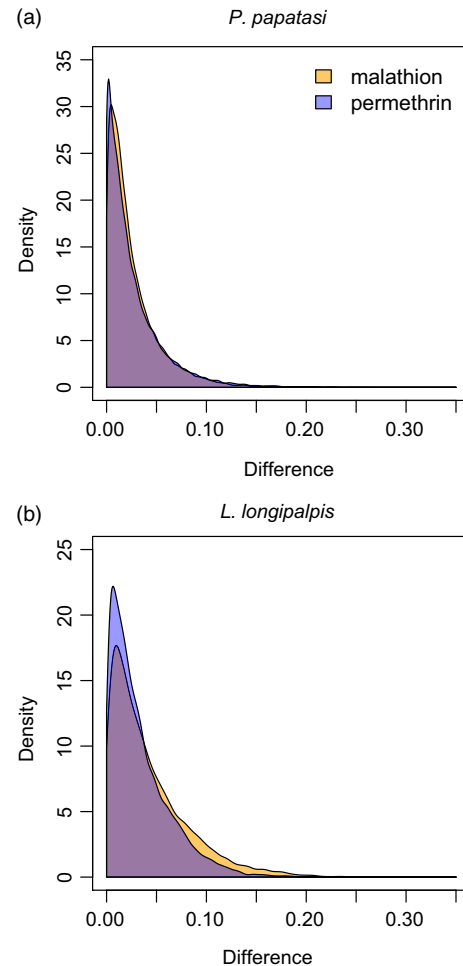 (a)
P. papatasi
35
30
25
20
15
10
5
0
Density
malathion
permethrin
0.00 0.10 0.20 0.30
Difference
(b)
L. longipalpis
25
20
15
10
5
0
Density
0.00 0.10 0.20 0.30
Difference